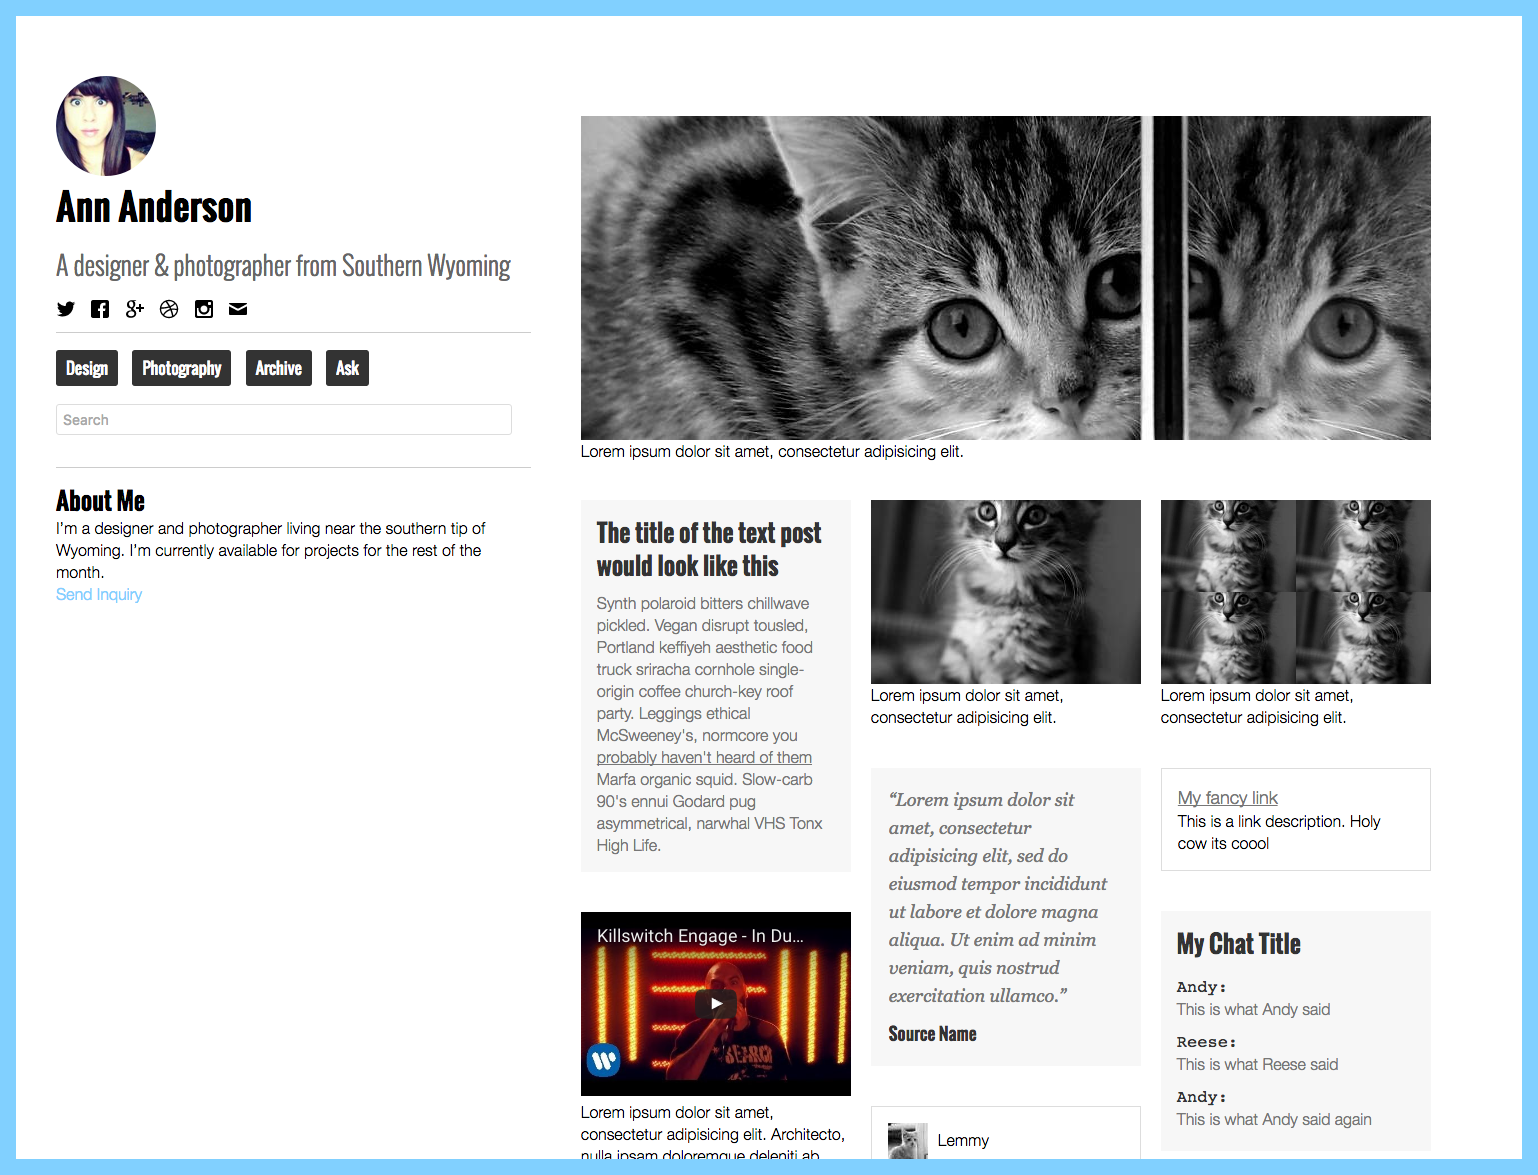 Ann Anderson
A designer & photographer from Southern Wyoming
Design Photography Archive Ask
Search
About Me
I'm a designer and photographer living near the southern tip of
Wyoming. I'm currently available for projects for the rest of the
month.
Send Inquiry
Lorem ipsum dolor sit amet, consectetur adipisicing elit.
The title of the text post
would look like this
Synth polaroid bitters chillwave
pickled. Vegan disrupt tousled,
Portland keffiyeh aesthetic food
truck sriracha cornhole single-
origin coffee church-key roof
party. Leggings ethical
McSweeney's, normcore you
probably haven't heard of them
Marfa organic squid. Slow-carb
90's ennui Godard pug
asymmetrical, narwhal VHS Tonx
High Life.
Killswitch Engage - In Du...
SEARCH
Lorem ipsum dolor sit amet,
consectetur adipisicing elit. Architecto,
nulla ipsam doloremque deleniti ab
Lorem ipsum dolor sit amet,
consectetur adipisicing elit.
“Lorem ipsum dolor sit
amet, consectetur
adipisicing elit, sed do
eiusmod tempor incididunt
ut labore et dolore magna
aliqua. Ut enim ad minim
veniam, quis nostrud
exercitation ullamco.”
Source Name
Lemmy
Lorem ipsum dolor sit amet,
consectetur adipisicing elit.
My fancy link
This is a link description. Holy
cow its coool
My Chat Title
Andy:
This is what Andy said
Reese:
This is what Reese said
Andy:
This is what Andy said again